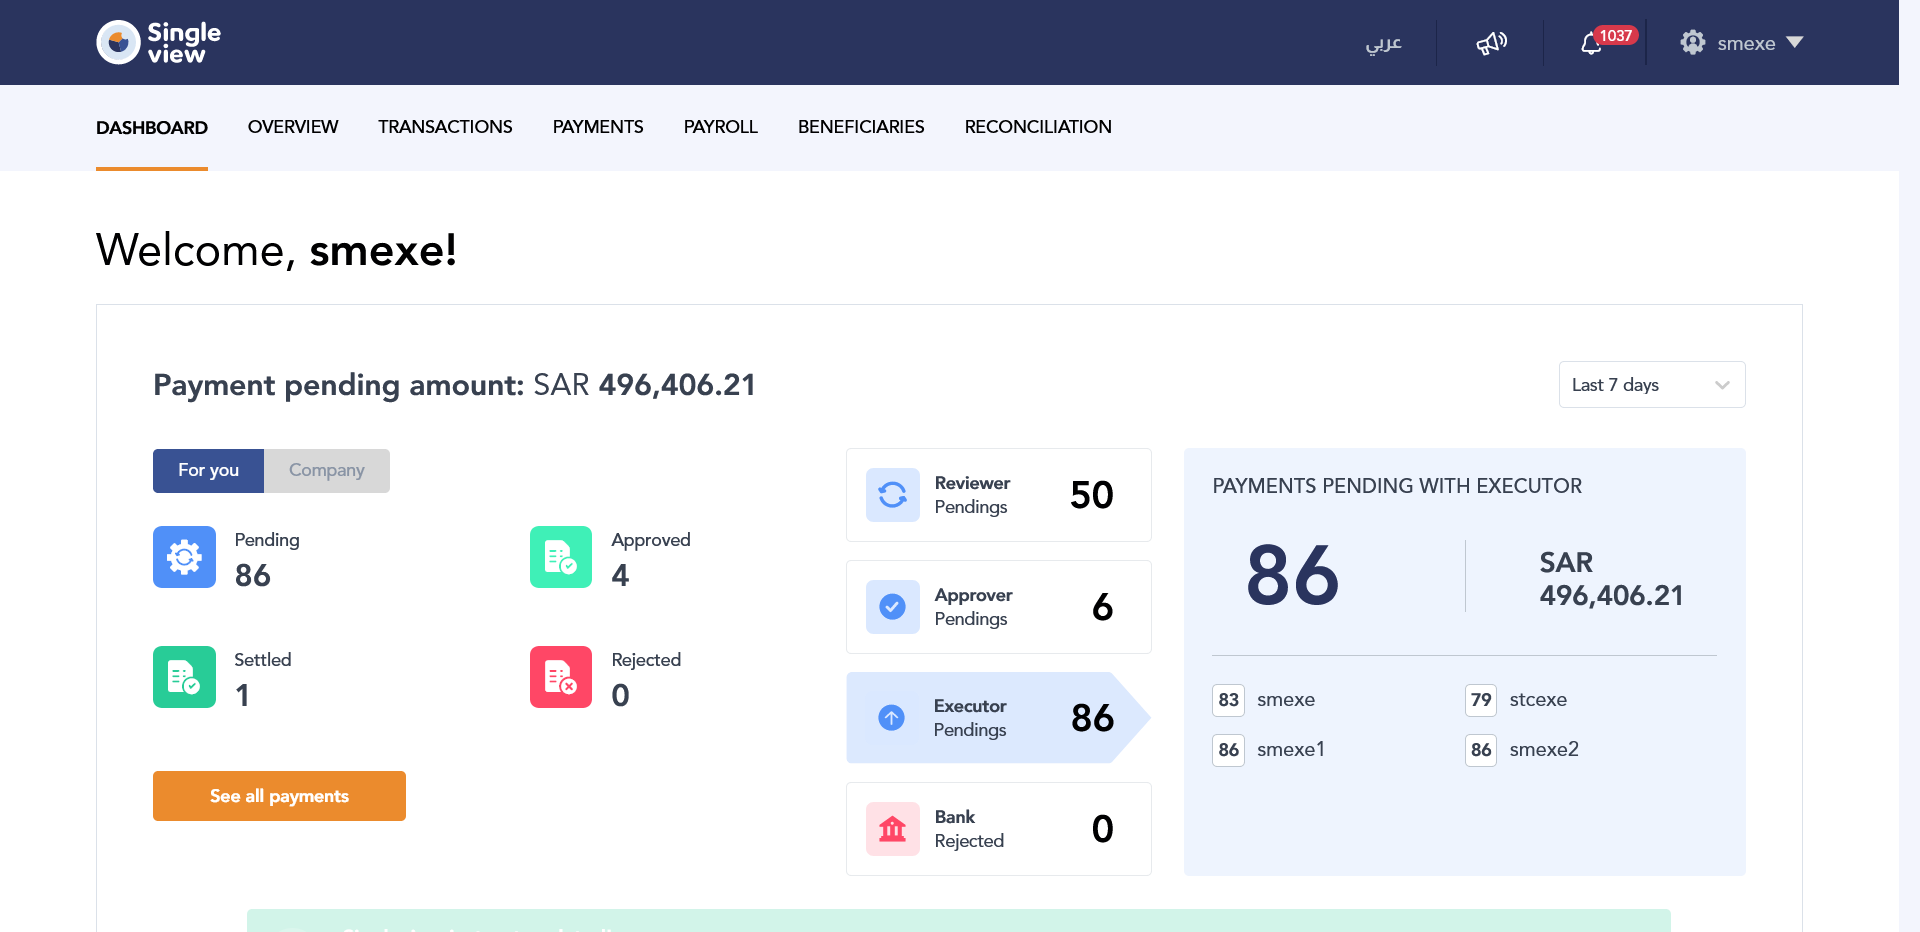 Single
view
عربي
1037
smexe
DASHBOARD
OVERVIEW
TRANSACTIONS
PAYMENTS
PAYROLL
BENEFICIARIES
RECONCILIATION
Welcome, smexe!
Payment pending amount: SAR 496,406.21
Last 7 days
For you
Company
Pending
86
Approved
4
Settled
1
Rejected
0
See all payments
Reviewer
Pendings
50
Approver
Pendings
6
Executor
Pendings
86
Bank
Rejected
0
PAYMENTS PENDING WITH EXECUTOR
86
SAR
496,406.21
83 smexe
79 stcexe
86 smexe1
86 smexe2